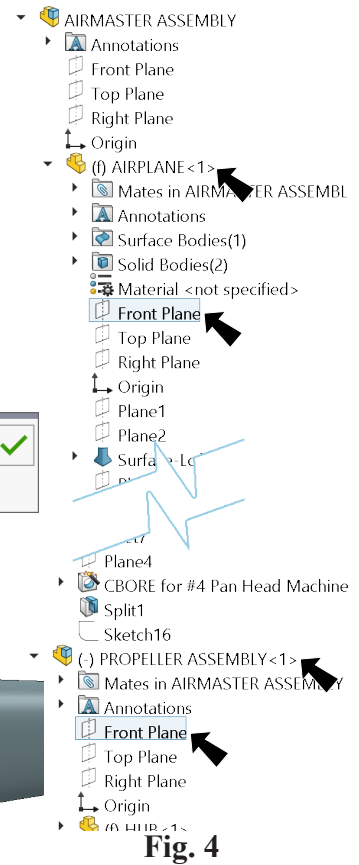 AIRMASTER ASSEMBLY
Annotations
Front Plane
Top Plane
Right Plane
Origin
(f) AIRPLANE<1>
Mates in AIRMASTER ASSEMBL
Annotations
Surface Bodies(1)
Solid Bodies(2)
Material <not specified>
Front Plane
Top Plane
Right Plane
Origin
Plane1
Plane2
Plane4
CBORE for #4 Pan Head Machine
Split1
Sketch16
(-) PROPELLER ASSEMBLY<1>
Mates in AIRMASTER ASSEMBLY
Annotations
Front Plane
Top Plane
Right Plane
Origin
(f) HUB<1>
Fig. 4